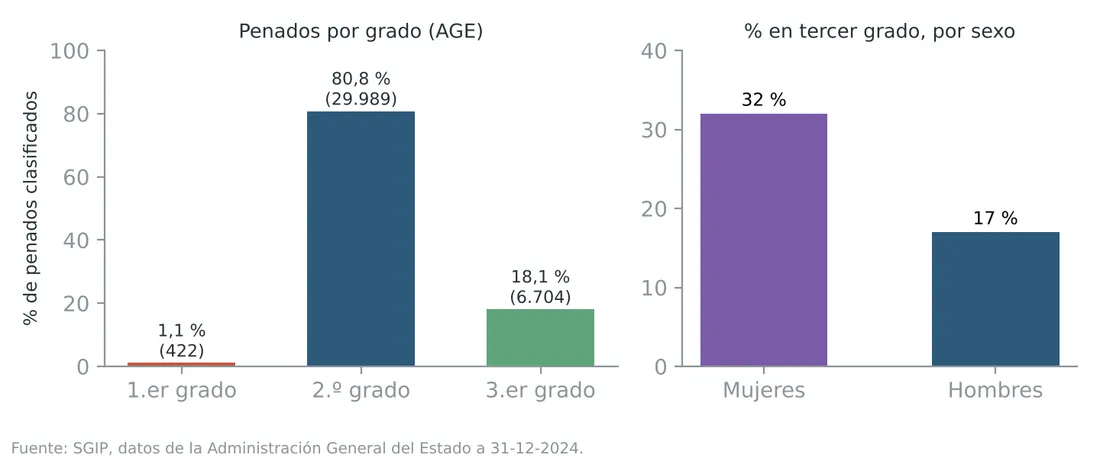 Penados por grado (AGE)
% de penados clasificados
100
80
60
40
20
0
1,1 %
(422)
80,8 %
(29.989)
18,1 %
(6.704)
1.er grado
2.º grado
3.er grado
% en tercer grado, por sexo
40
30
20
10
0
32 %
17 %
Mujeres
Hombres
Fuente: SGIP, datos de la Administración General del Estado a 31-12-2024.